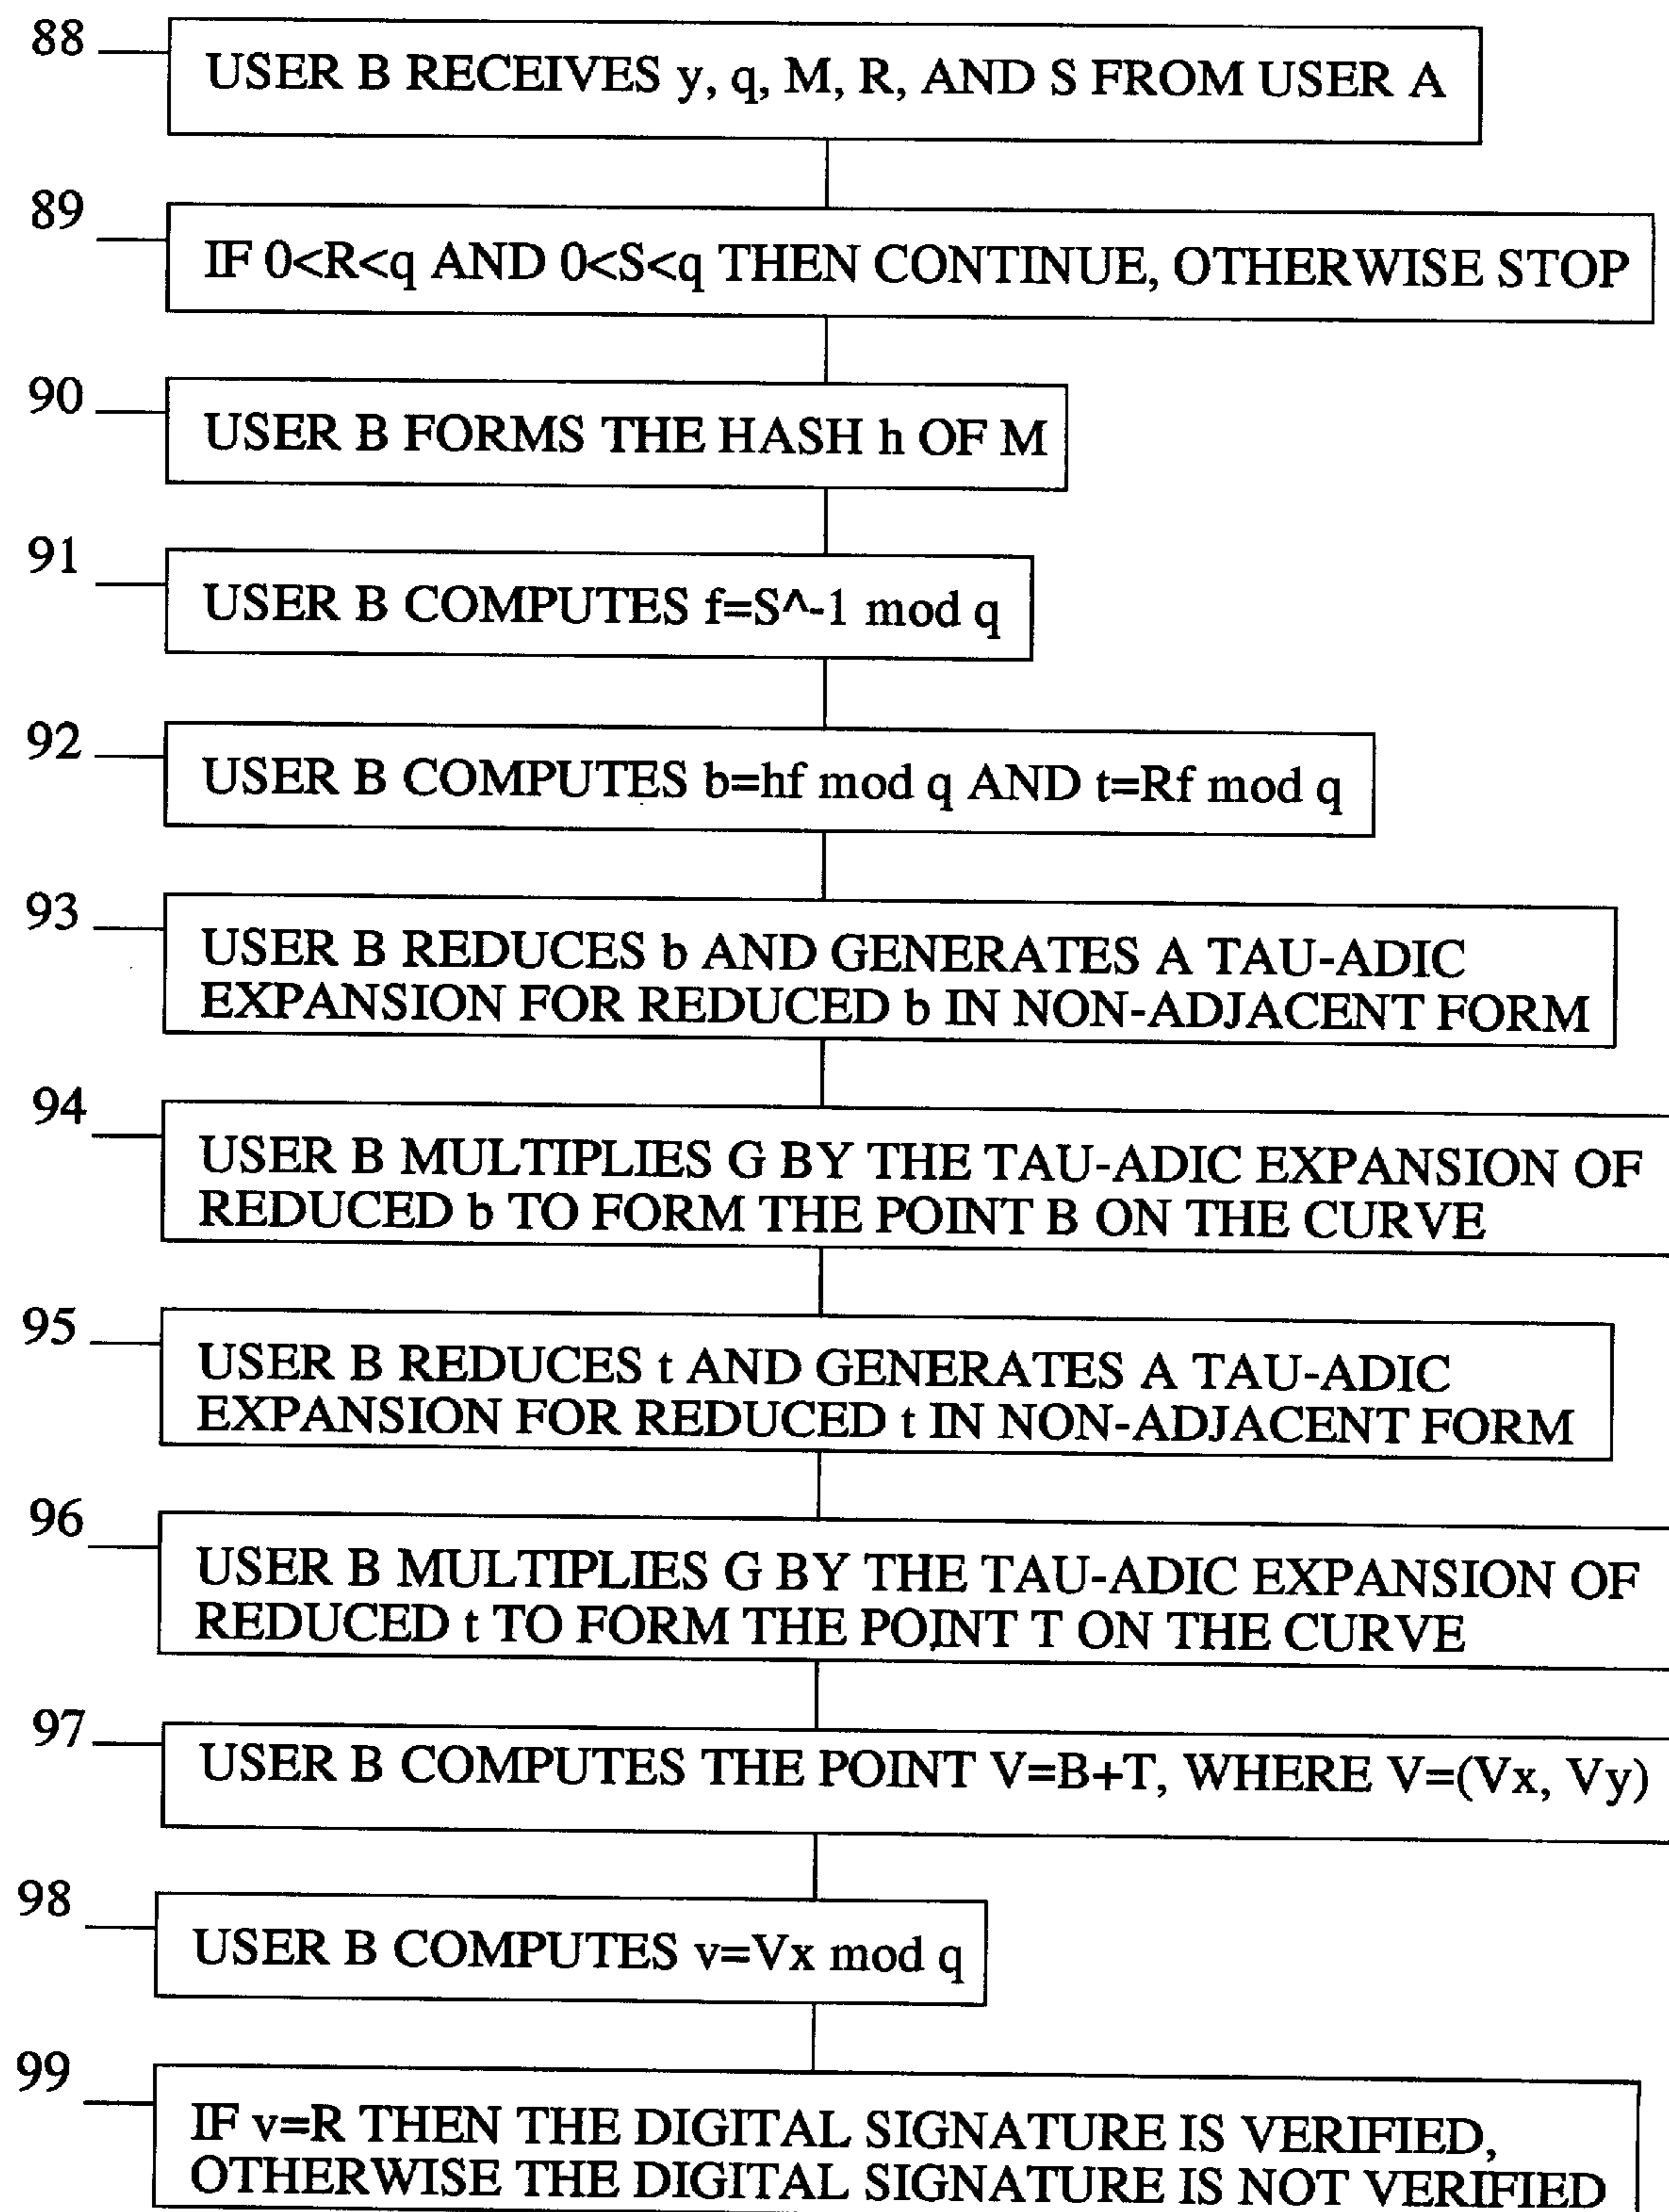 88
USER B RECEIVES y, q, M, R, AND S FROM USER A
89
IF 0<R<q AND 0<S<q THEN CONTINUE, OTHERWISE STOP
90
USER B FORMS THE HASH h OF M
91
USER B COMPUTES f=S^-1 mod q
92
USER B COMPUTES b=hf mod q AND t=Rf mod q
93
USER B REDUCES b AND GENERATES A TAU-ADIC
EXPANSION FOR REDUCED b IN NON-ADJACENT FORM
94
USER B MULTIPLIES G BY THE TAU-ADIC EXPANSION OF
REDUCED b TO FORM THE POINT B ON THE CURVE
95
USER B REDUCES t AND GENERATES A TAU-ADIC
EXPANSION FOR REDUCED t IN NON-ADJACENT FORM
96
USER B MULTIPLIES G BY THE TAU-ADIC EXPANSION OF
REDUCED t TO FORM THE POINT T ON THE CURVE
97
USER B COMPUTES THE POINT V=B+T, WHERE V=(Vx, Vy)
98
USER B COMPUTES v=Vx mod q
99
IF v=R THEN THE DIGITAL SIGNATURE IS VERIFIED,
OTHERWISE THE DIGITAL SIGNATURE IS NOT VERIFIED